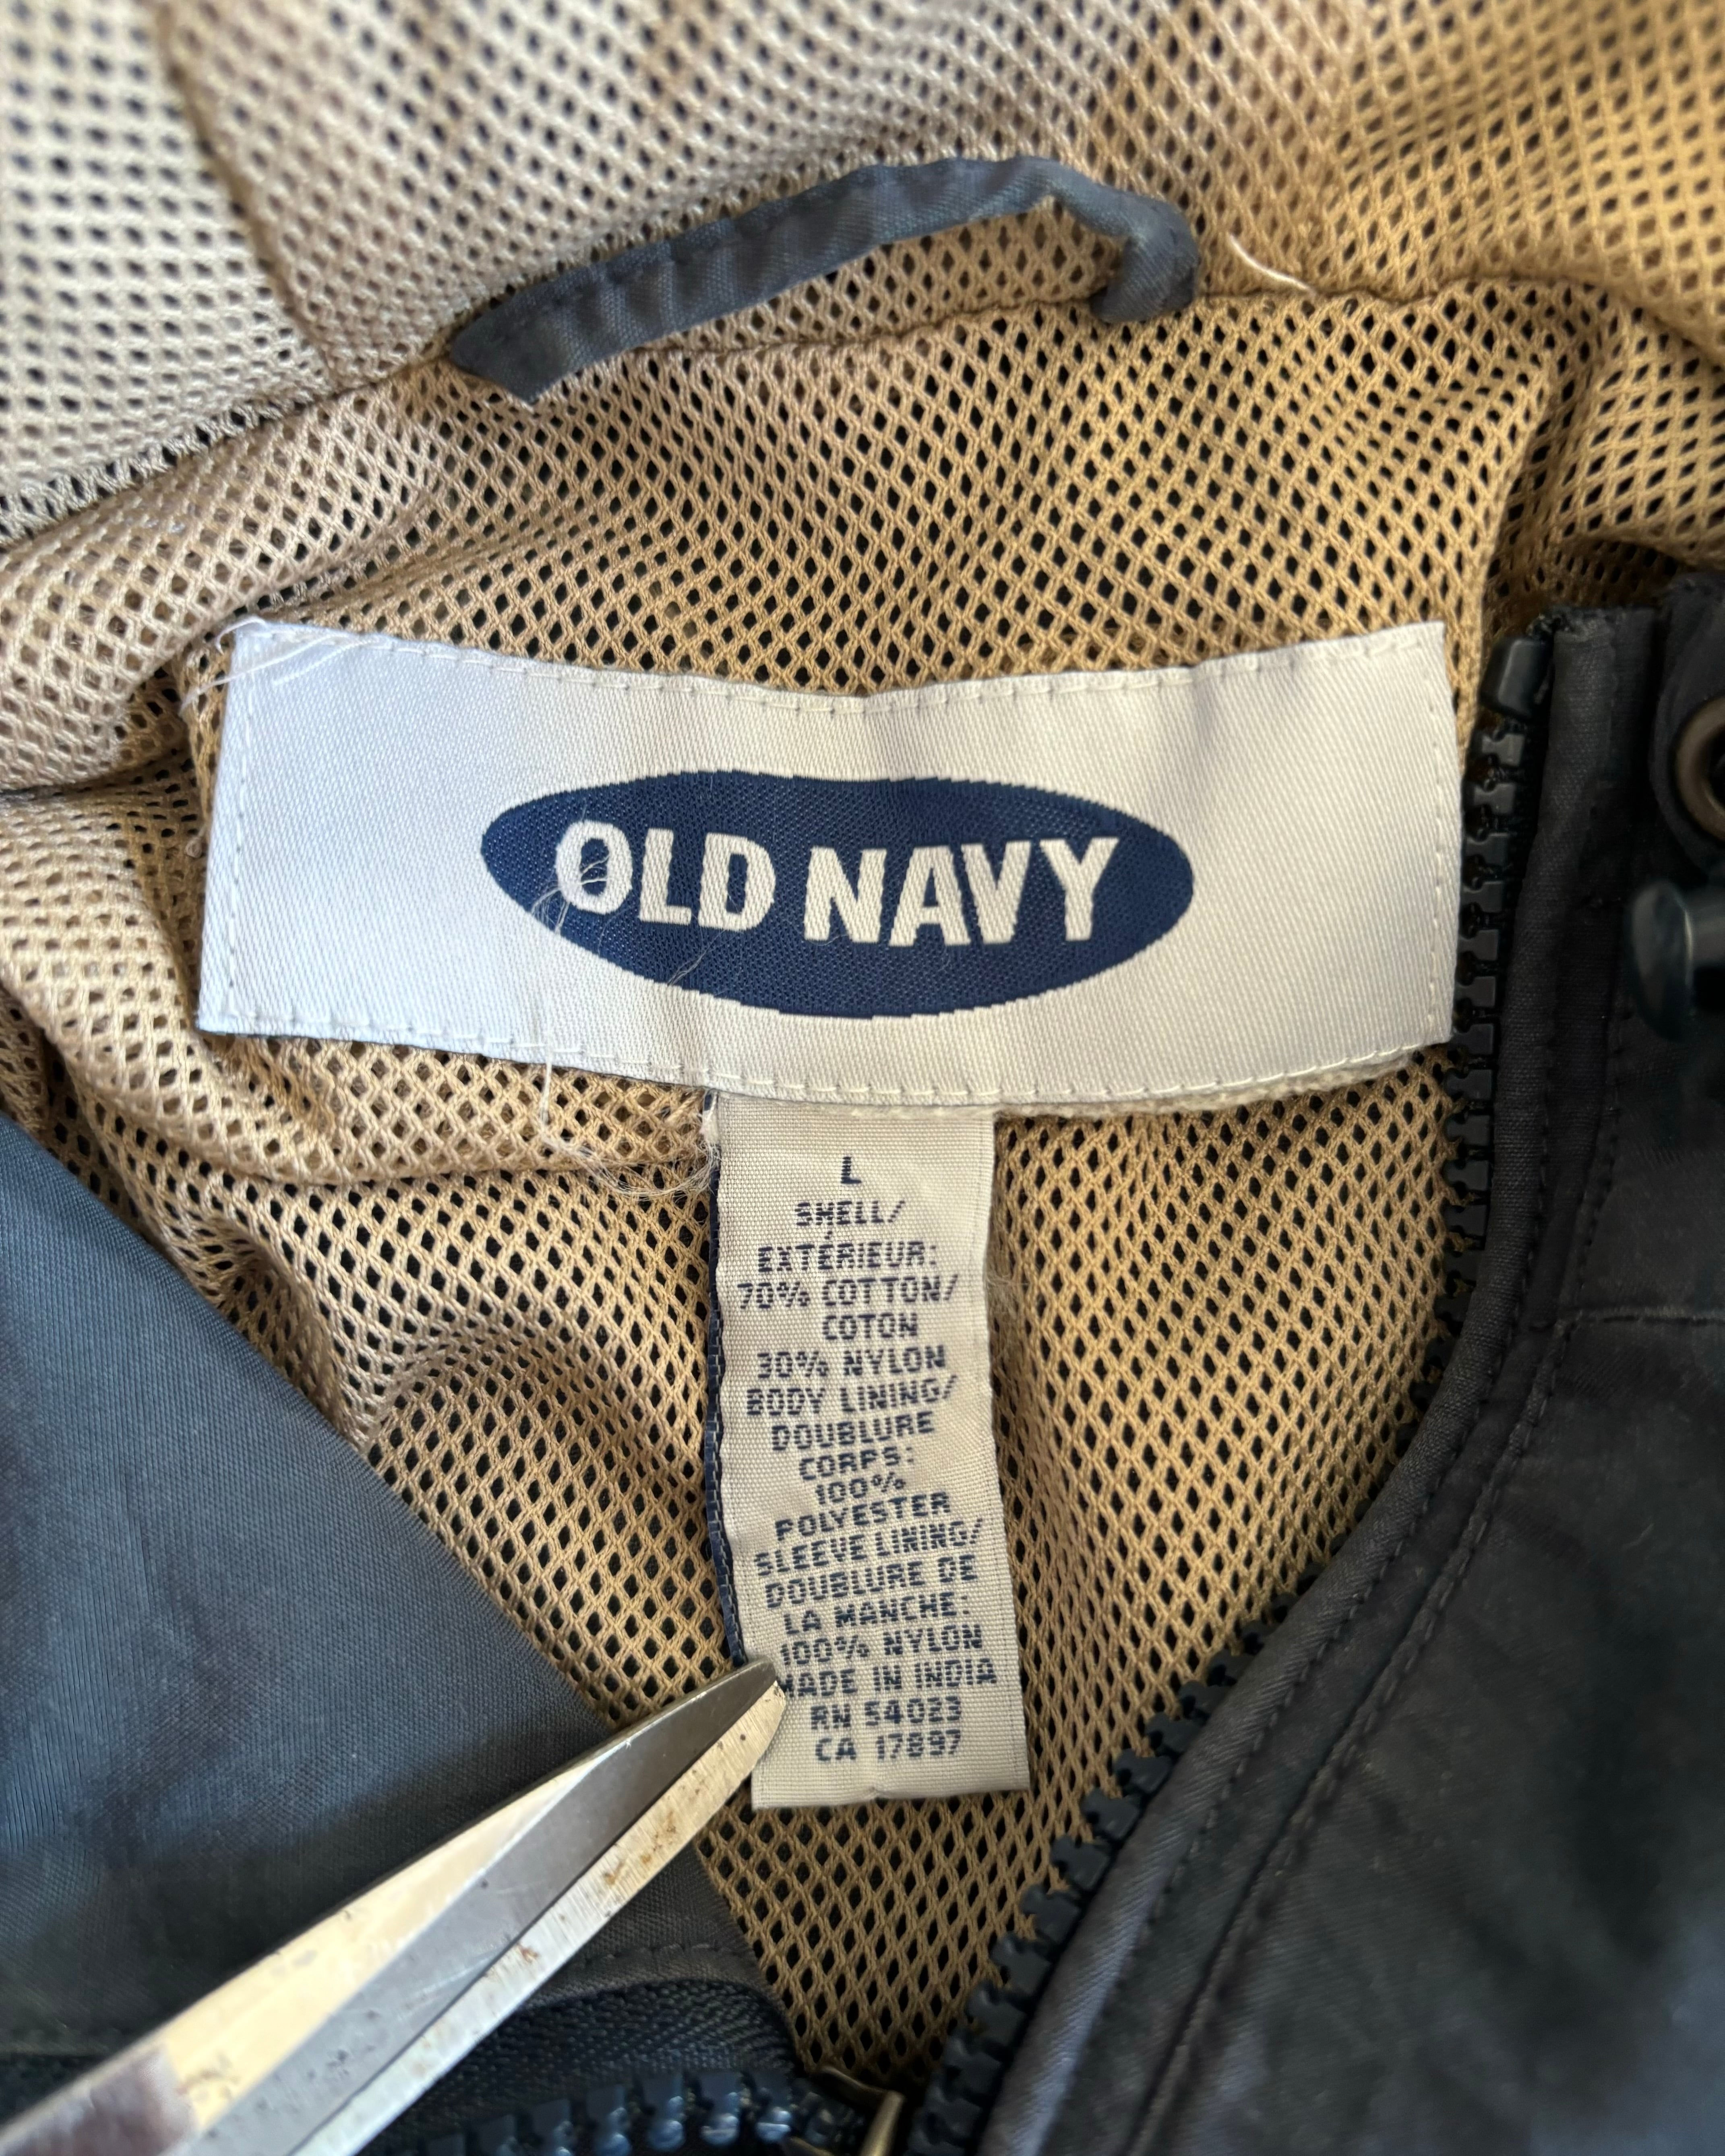 OLD NAVY
L
SHELL/
EXTÉRIEUR:
70% COTTON/
COTON
30% NYLON
BODY LINING/
DOUBLURE
CORPS:
100%
POLYESTER
SLEEVE LINING/
DOUBLURE DE
LA MANCHE:
100% NYLON
MADE IN INDIA
RN 54023
CA 17897